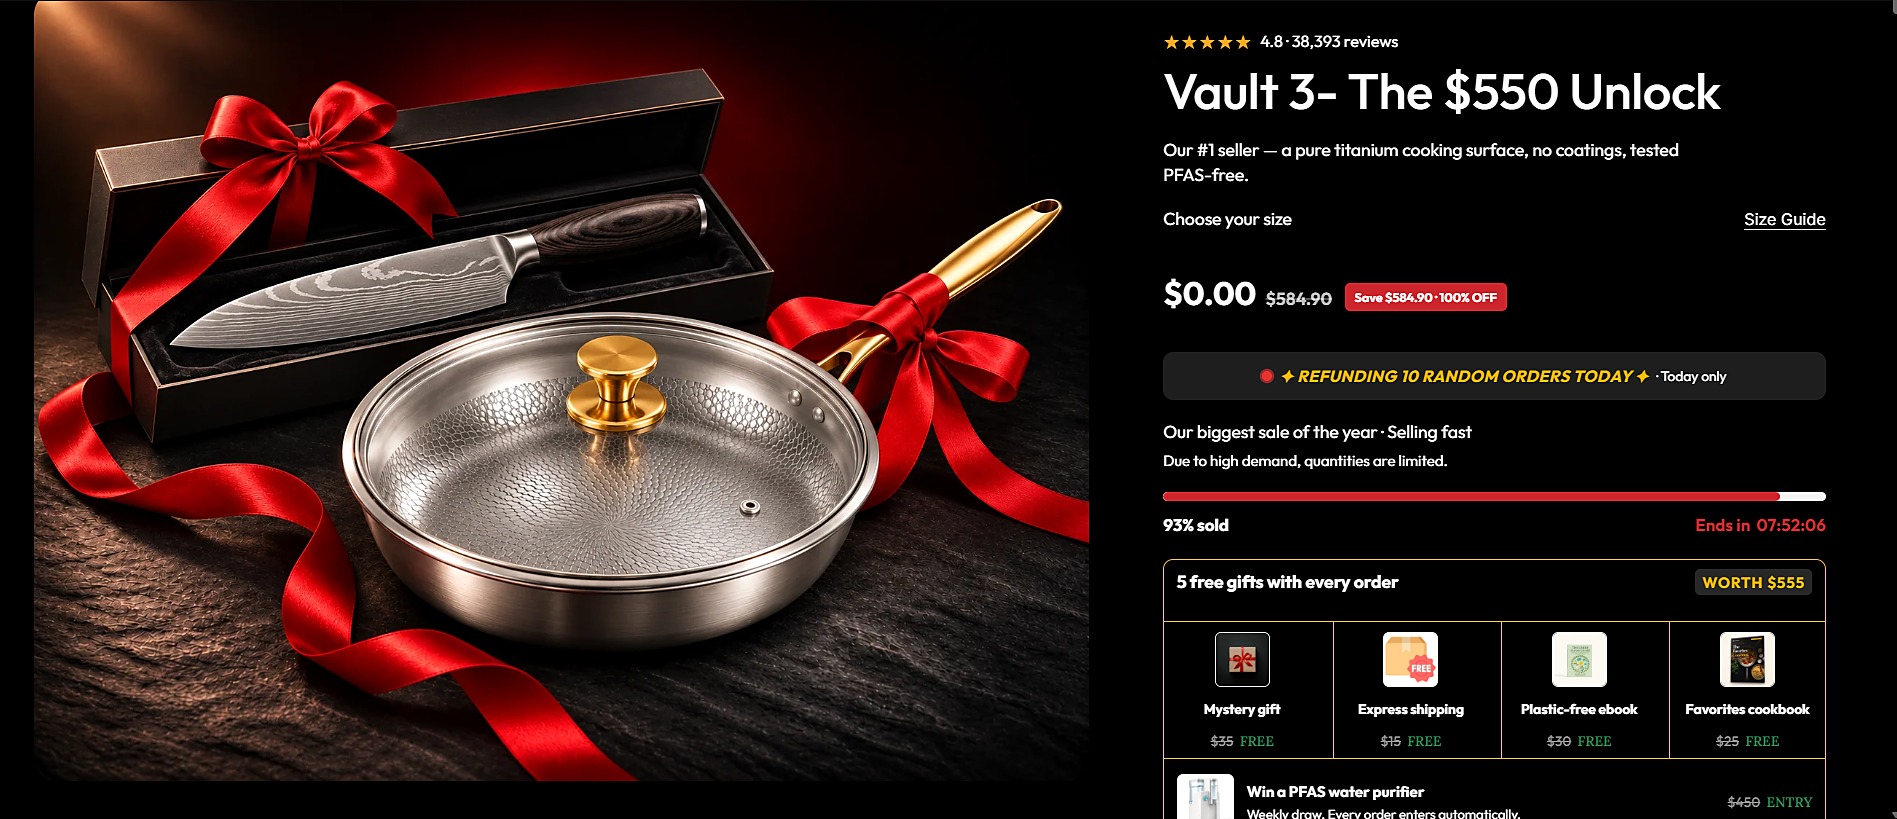 ★★★★★ 4.8 · 38,393 reviews
Vault 3- The $550 Unlock
Our #1 seller — a pure titanium cooking surface, no coatings, tested
PFAS-free.
Choose your size
Size Guide
$0.00 $584.90 Save $584.90 · 100% OFF
✦ REFUNDING 10 RANDOM ORDERS TODAY ✦ · Today only
Our biggest sale of the year · Selling fast
Due to high demand, quantities are limited.
93% sold
Ends in 07:52:06
5 free gifts with every order
WORTH $555
FREE
Mystery gift
$35 FREE
Express shipping
$15 FREE
Plastic-free ebook
$30 FREE
Favorites cookbook
$25 FREE
Win a PFAS water purifier
Weekly draw. Every order enters automatically.
$450 ENTRY